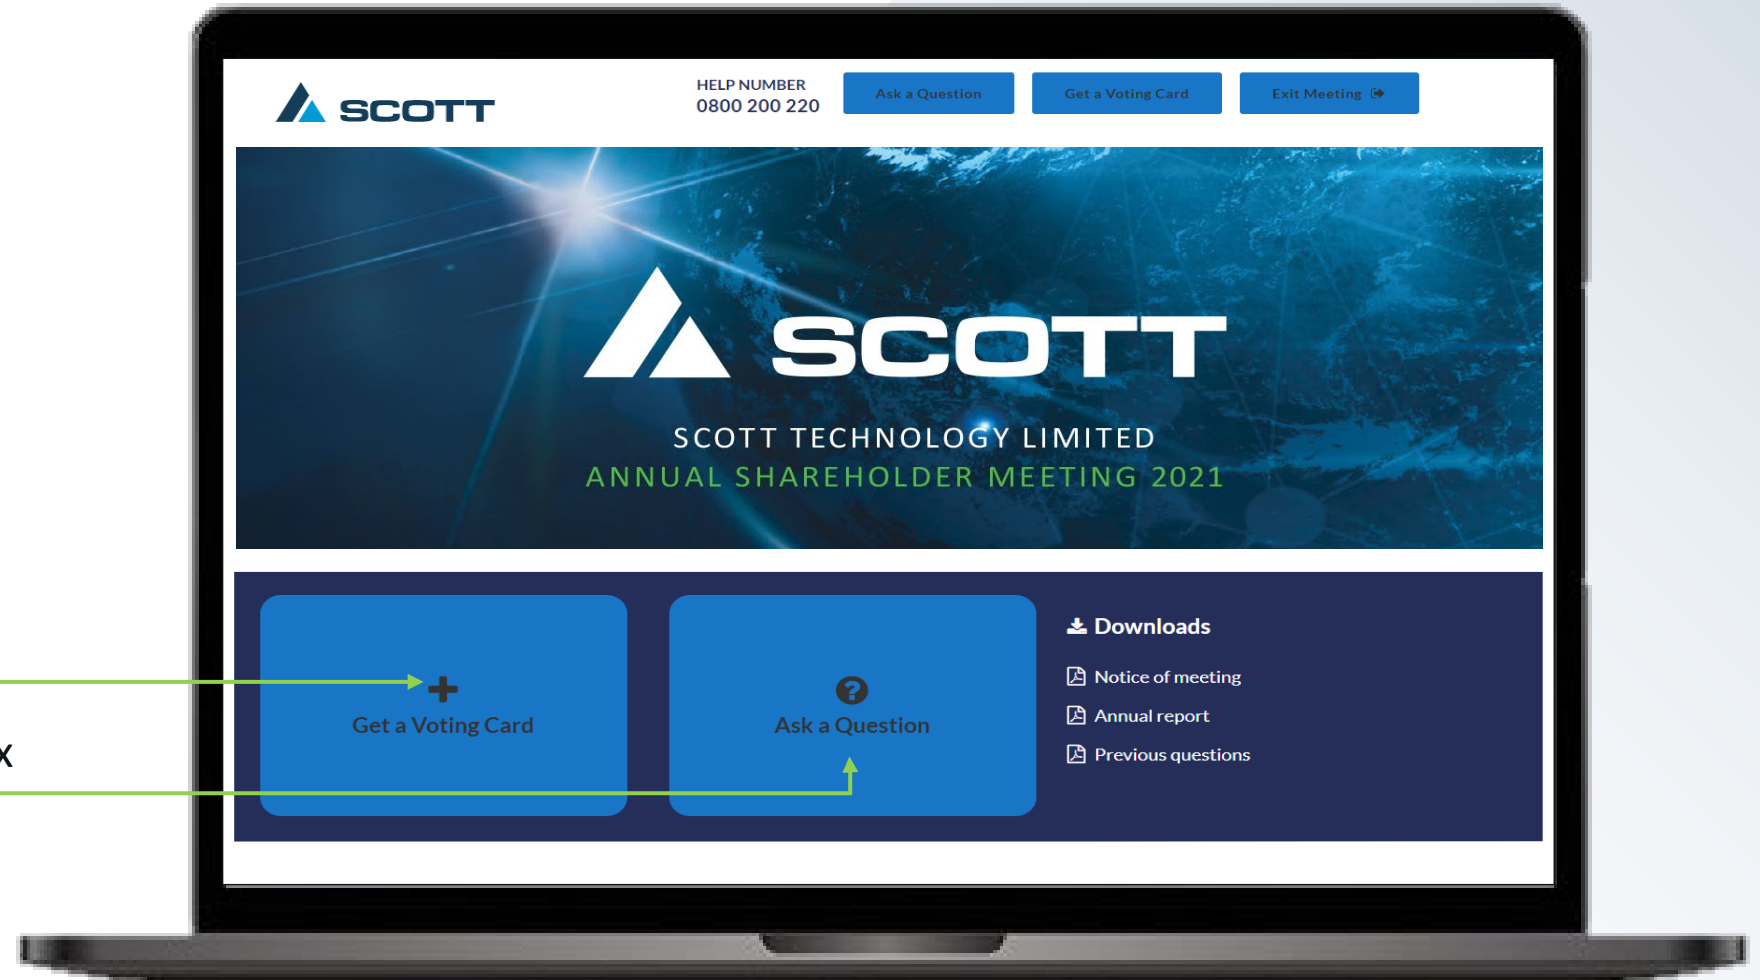 SCOTT
HELP NUMBER
0800 200 220
Ask a Question
Get a Voting Card
Exit Meeting
SCOTT
SCOTT TECHNOLOGY LIMITED
ANNUAL SHAREHOLDER MEETING 2021
Get a Voting Card
Ask a Question
Downloads
Notice of meeting
Annual report
Previous questions
x